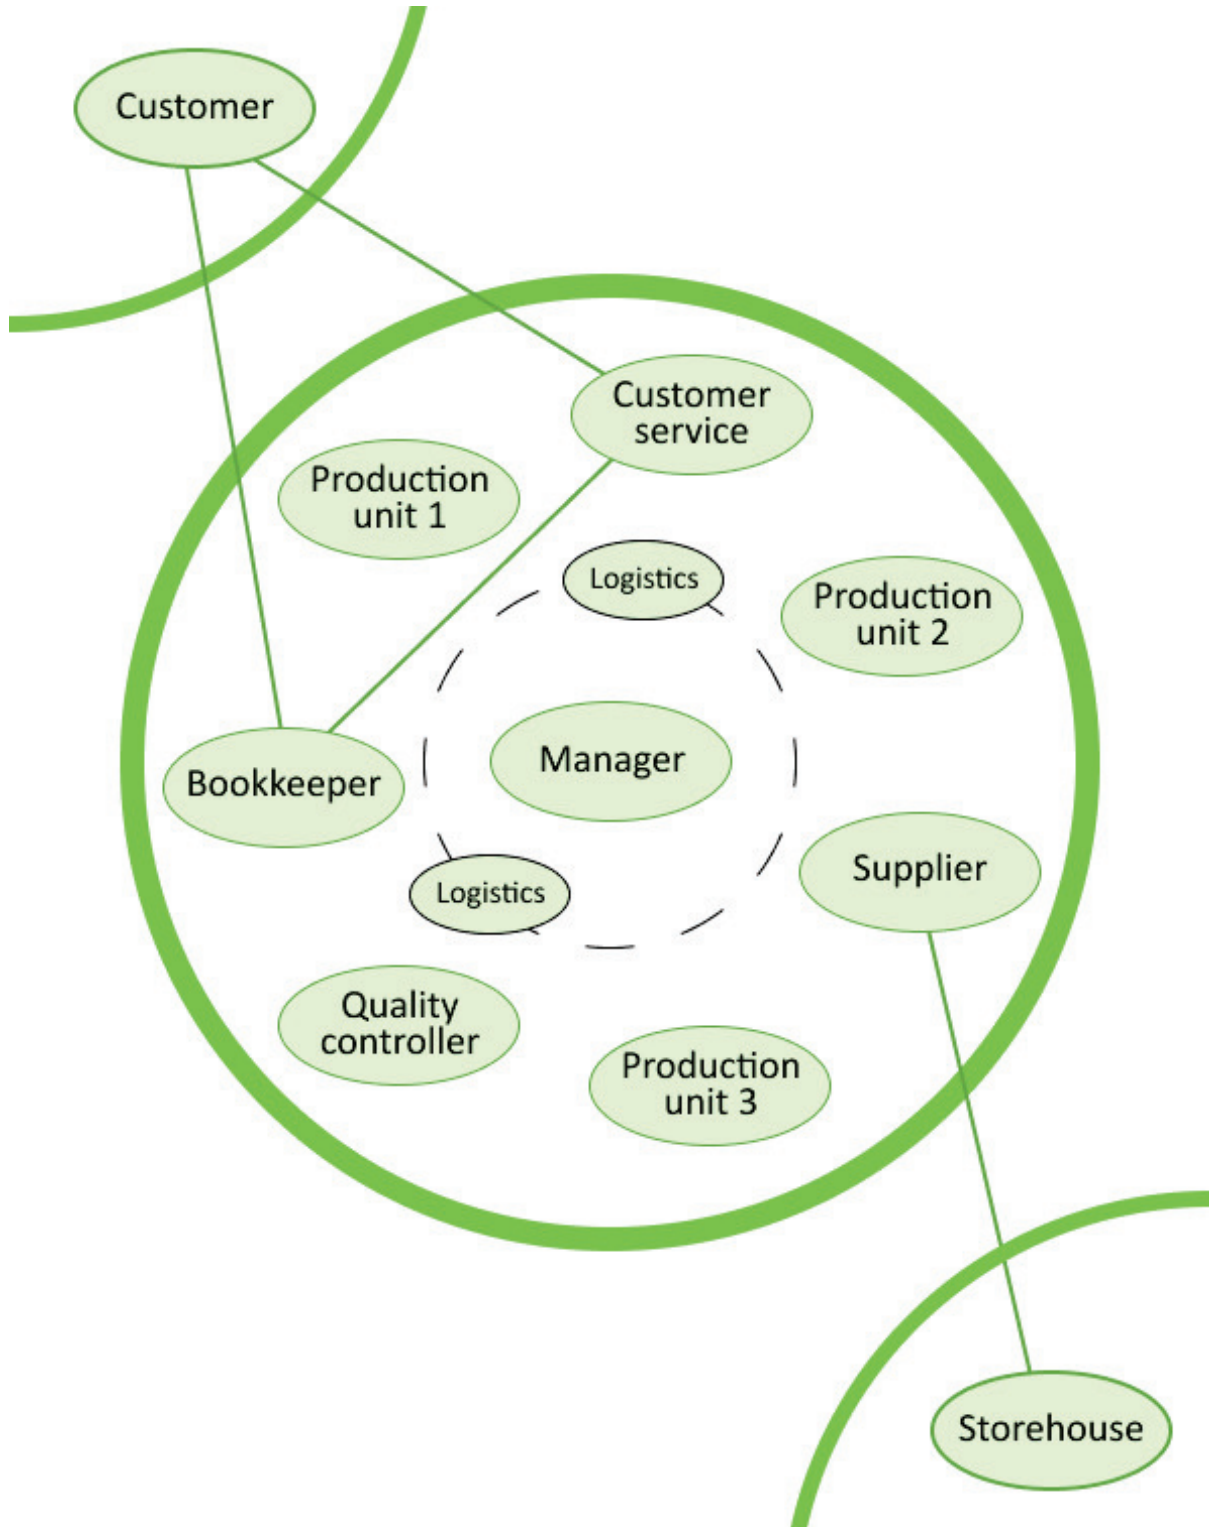 Customer
Customer
service
Production
unit 1
Logistics
Production
unit 2
Manager
Bookkeeper
Supplier
Logistics
Quality
controller
Production
unit 3
Storehouse